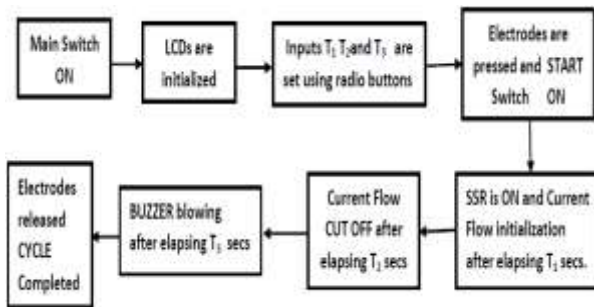 Main Switch
ON
LCDs are
initialized
Inputs T₁ T₂and T₃ are
set using radio buttons
Electrodes are
pressed and START
Switch ON
SSR is ON and Current
Flow initialization
after elapsing T₁ secs.
Current Flow
CUT OFF after
elapsing T₂ secs
BUZZER blowing
after elapsing T₃ secs
Electrodes
released
CYCLE
Completed